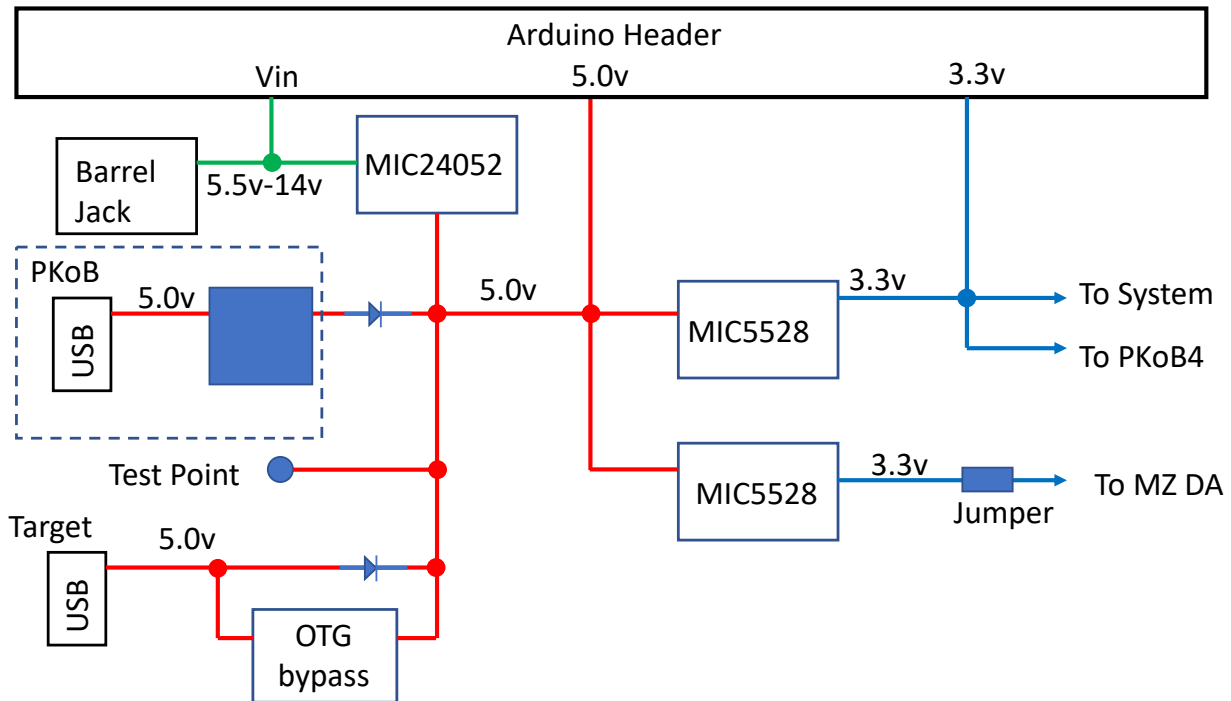 Arduino Header
Vin
5.0v
3.3v
Barrel
Jack
5.5v-14v
MIC24052
PKoB
USB
5.0v
5.0v
MIC5528
3.3v
To System
To PKoB4
Test Point
MIC5528
3.3v
Jumper
To MZ DA
Target
USB
5.0v
OTG
bypass